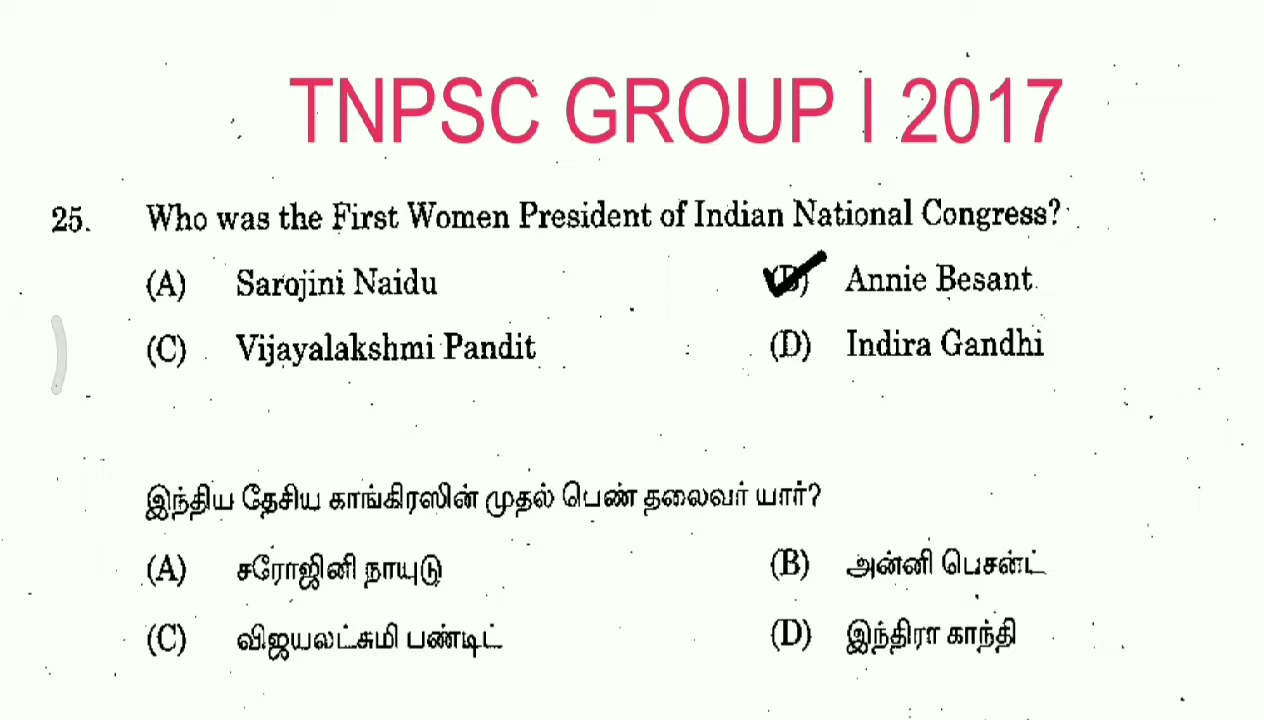 TNPSC GROUP I 2017
25. Who was the First Women President of Indian National Congress?
(A) Sarojini Naidu (B) Annie Besant
(C) Vijayalakshmi Pandit (D) Indira Gandhi
இந்திய தேசிய காங்கிரஸின் முதல் பெண் தலைவர் யார்?
(A) சரோஜினி நாயுடு (B) அன்னி பெசன்ட்
(C) விஜயலட்சுமி பண்டிட் (D) இந்திரா காந்தி